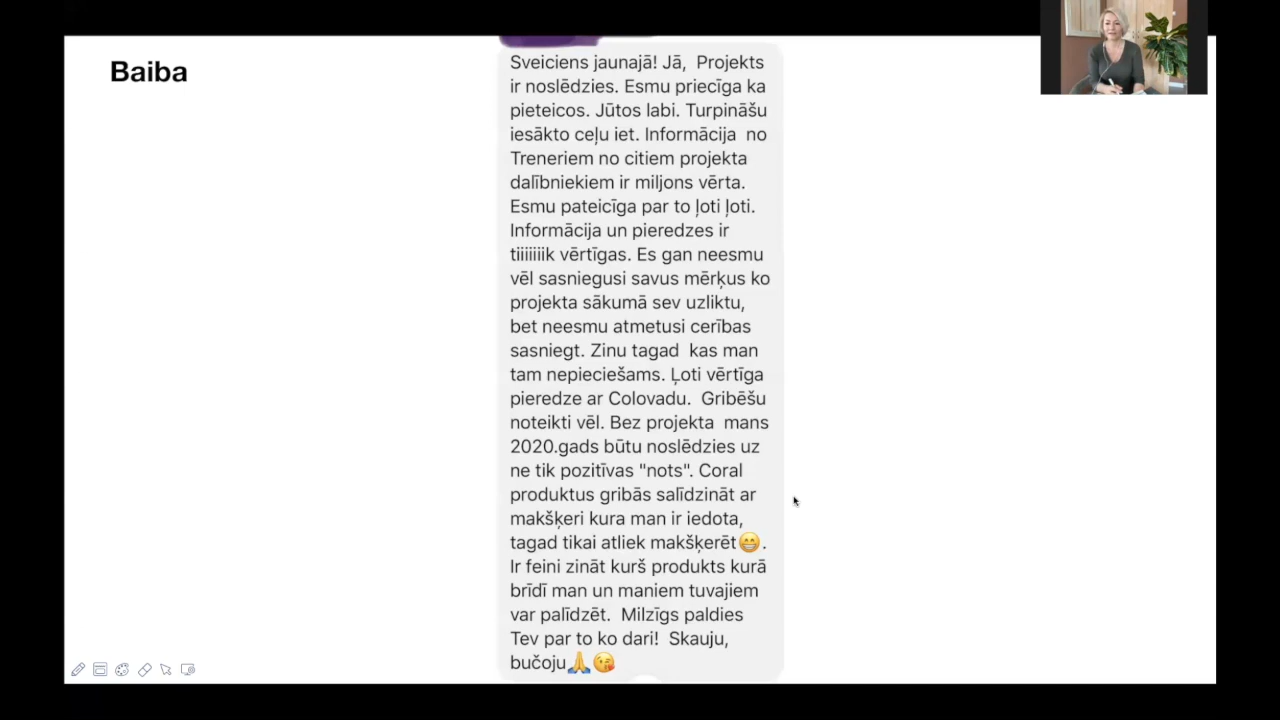 Baiba
Sveiciens jaunajā! Jā, Projekts
ir noslēdzies. Esmu priecīga ka
pieteicos. Jūtos labi. Turpināšu
iesākto ceļu iet. Informācija no
Treneriem no citiem projekta
dalībniekiem ir miljons vērta.
Esmu pateicīga par to ļoti ļoti.
Informācija un pieredzes ir
tiiiiiiik vērtīgas. Es gan neesmu
vēl sasniegusi savus mērķus ko
projekta sākumā sev uzliktu,
bet neesmu atmetusi cerības
sasniegt. Zinu tagad kas man
tam nepieciešams. Ļoti vērtīga
pieredze ar Colovadu. Gribēšu
noteikti vēl. Bez projekta mans
2020.gads būtu noslēdzies uz
ne tik pozitīvas "nots". Coral
produktus gribās salīdzināt ar
makšķeri kura man ir iedota,
tagad tikai atliek makšķerēt😁.
Ir feini zināt kurš produkts kurā
brīdī man un maniem tuvajiem
var palīdzēt. Milzīgs paldies
Tev par to ko dari! Skauju,
bučoju🙏😘